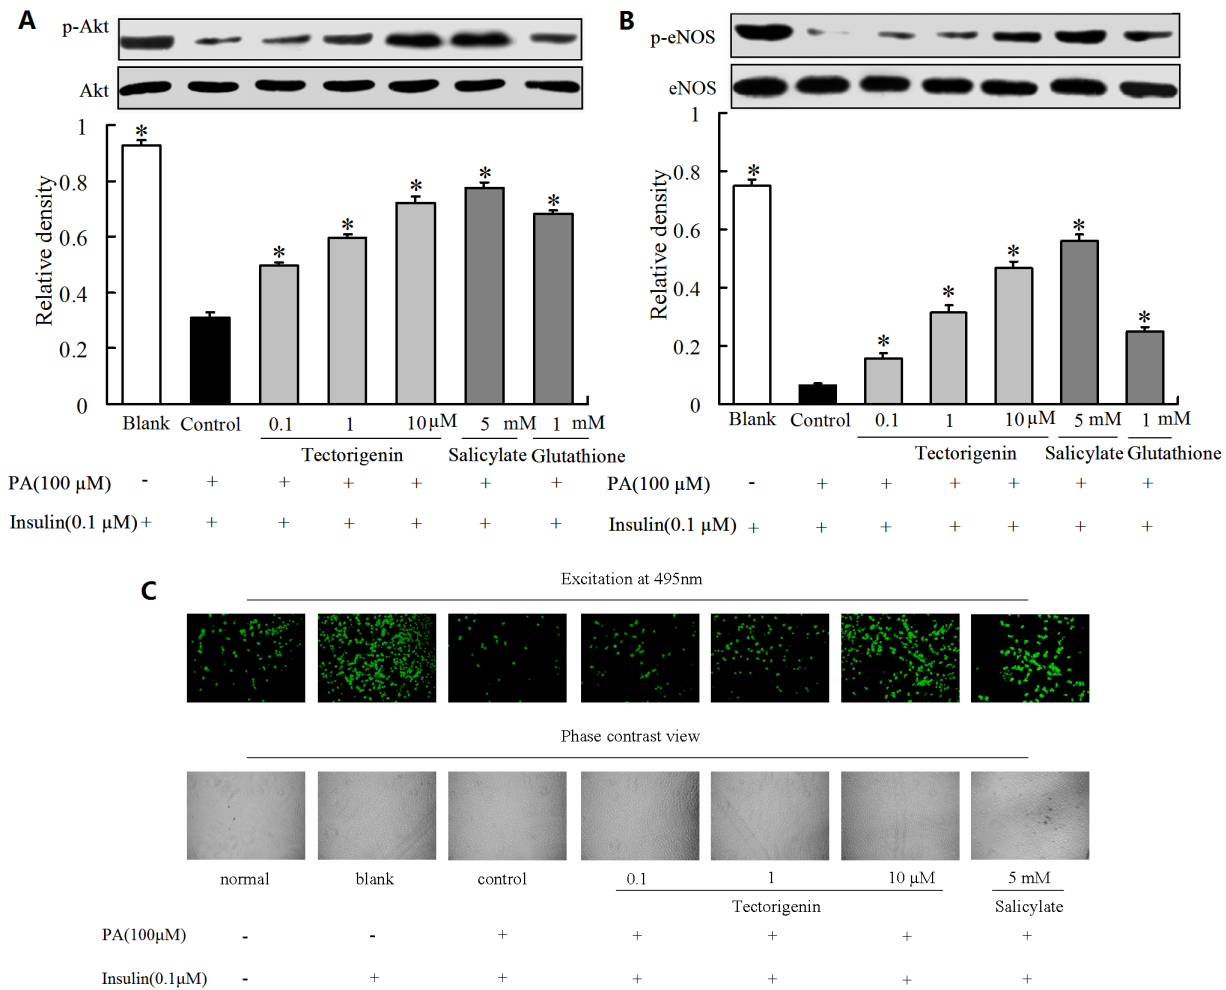 A
p-Akt
Akt
1
0.8
0.6
0.4
0.2
0
Relative density
* * * * * *
Blank Control 0.1 1 10 μM 5 mM 1 mM
Tectorigenin Salicylate Glutathione
PA(100 μM) - + + + + + +
Insulin(0.1 μM) + + + + + + +
B
p-eNOS
eNOS
1
0.8
0.6
0.4
0.2
0
Relative density
* * * * * *
Blank Control 0.1 1 10 μM 5 mM 1 mM
Tectorigenin Salicylate Glutathione
PA(100 μM) - + + + + + +
Insulin(0.1 μM) + + + + + + +
C
Excitation at 495nm
Phase contrast view
normal blank control 0.1 1 10 μM 5 mM
Tectorigenin Salicylate
PA(100μM) - - + + + + +
Insulin(0.1μM) - + + + + + +